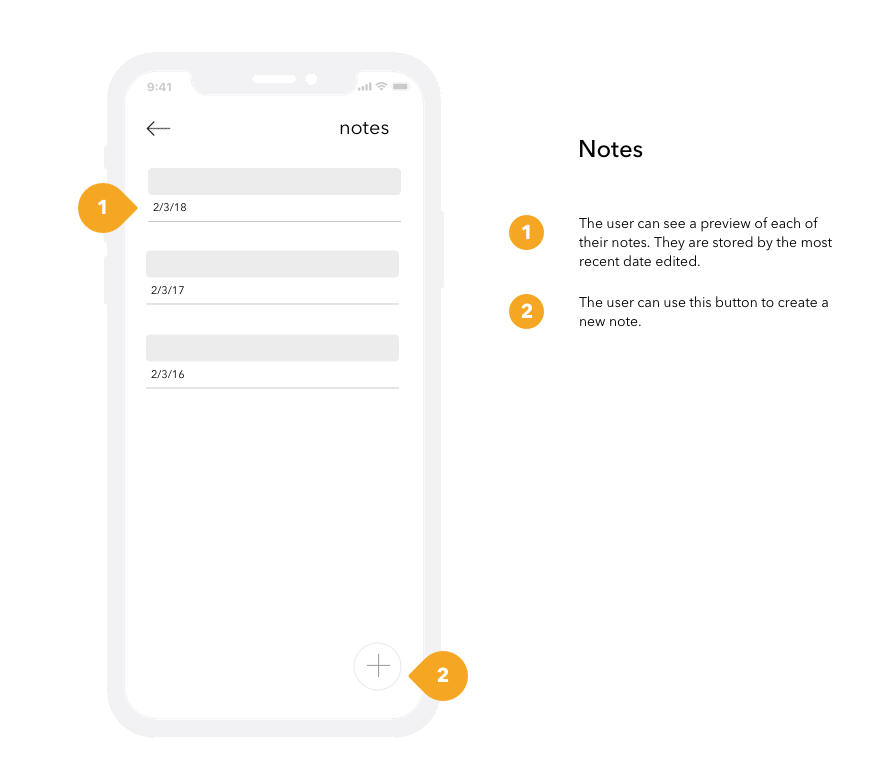 9:41
notes
1
2/3/18
2/3/17
2/3/16
2
Notes
1
The user can see a preview of each of
their notes. They are stored by the most
recent date edited.
2
The user can use this button to create a
new note.